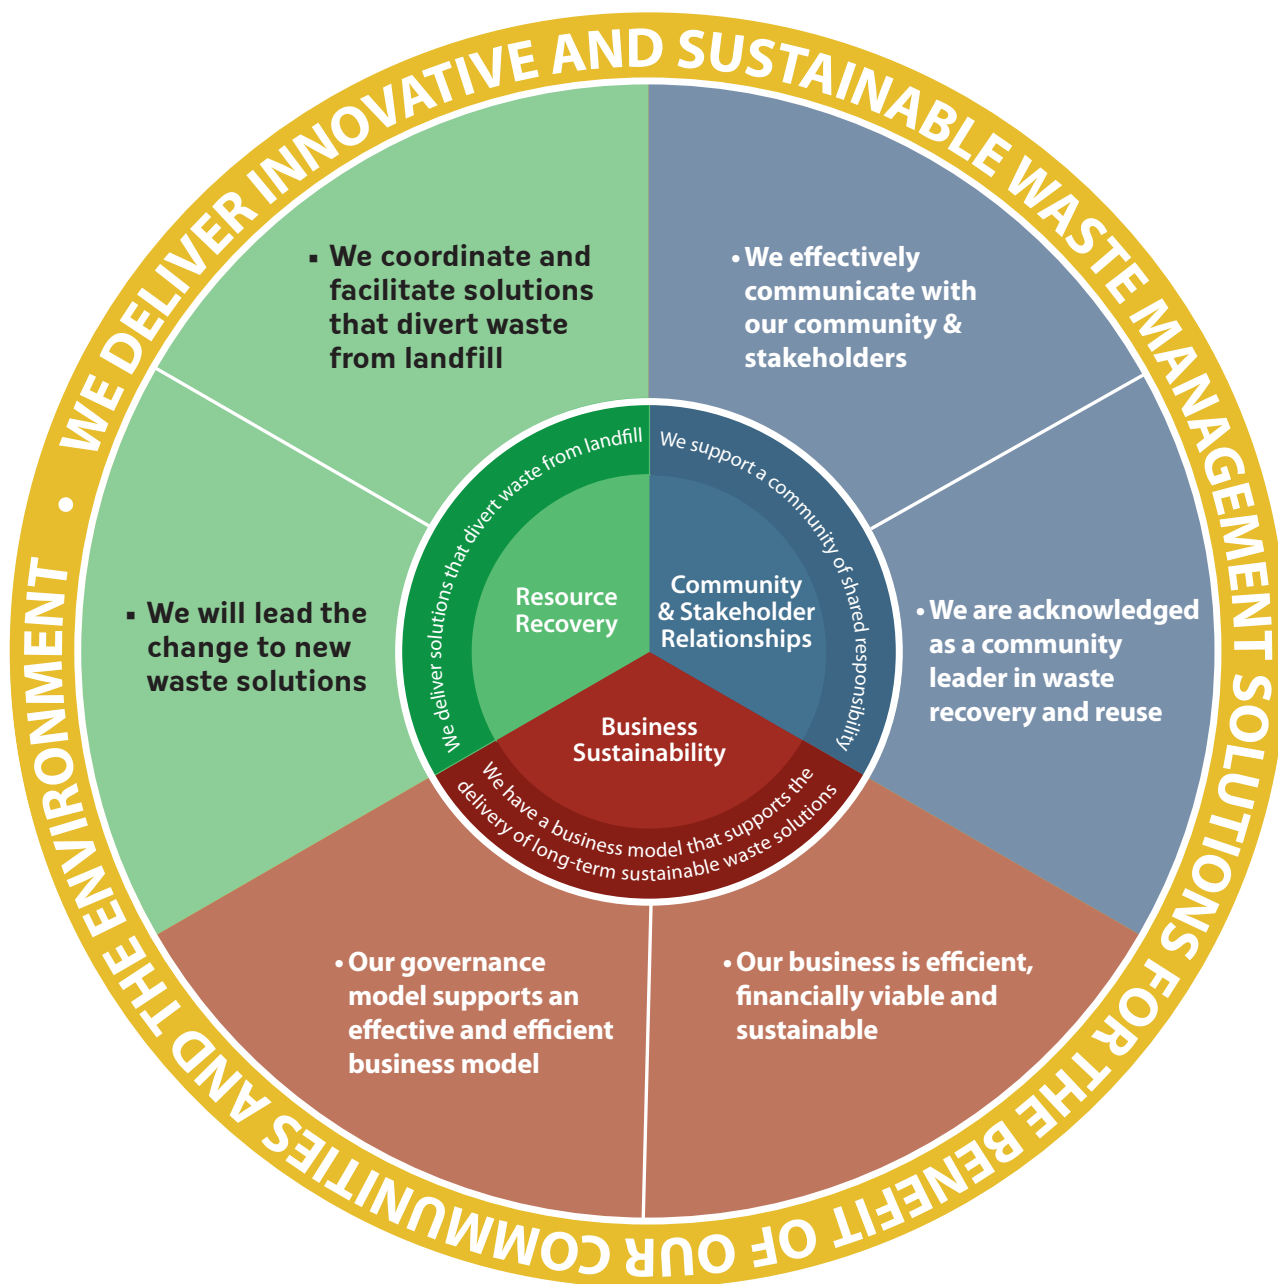 WE DELIVER INNOVATIVE AND SUSTAINABLE WASTE MANAGEMENT SOLUTIONS FOR THE BENEFIT OF OUR COMMUNITIES AND THE ENVIRONMENT •
▪ We coordinate and
facilitate solutions
that divert waste
from landfill
• We effectively
communicate with
our community &
stakeholders
▪ We will lead the
change to new
waste solutions
• We are acknowledged
as a community
leader in waste
recovery and reuse
We deliver solutions that divert waste from landfill
We support a community of shared responsibility
Resource
Recovery
Community
& Stakeholder
Relationships
Business
Sustainability
We have a business model that supports the
delivery of long-term sustainable waste solutions
• Our governance
model supports an
effective and efficient
business model
• Our business is efficient,
financially viable and
sustainable